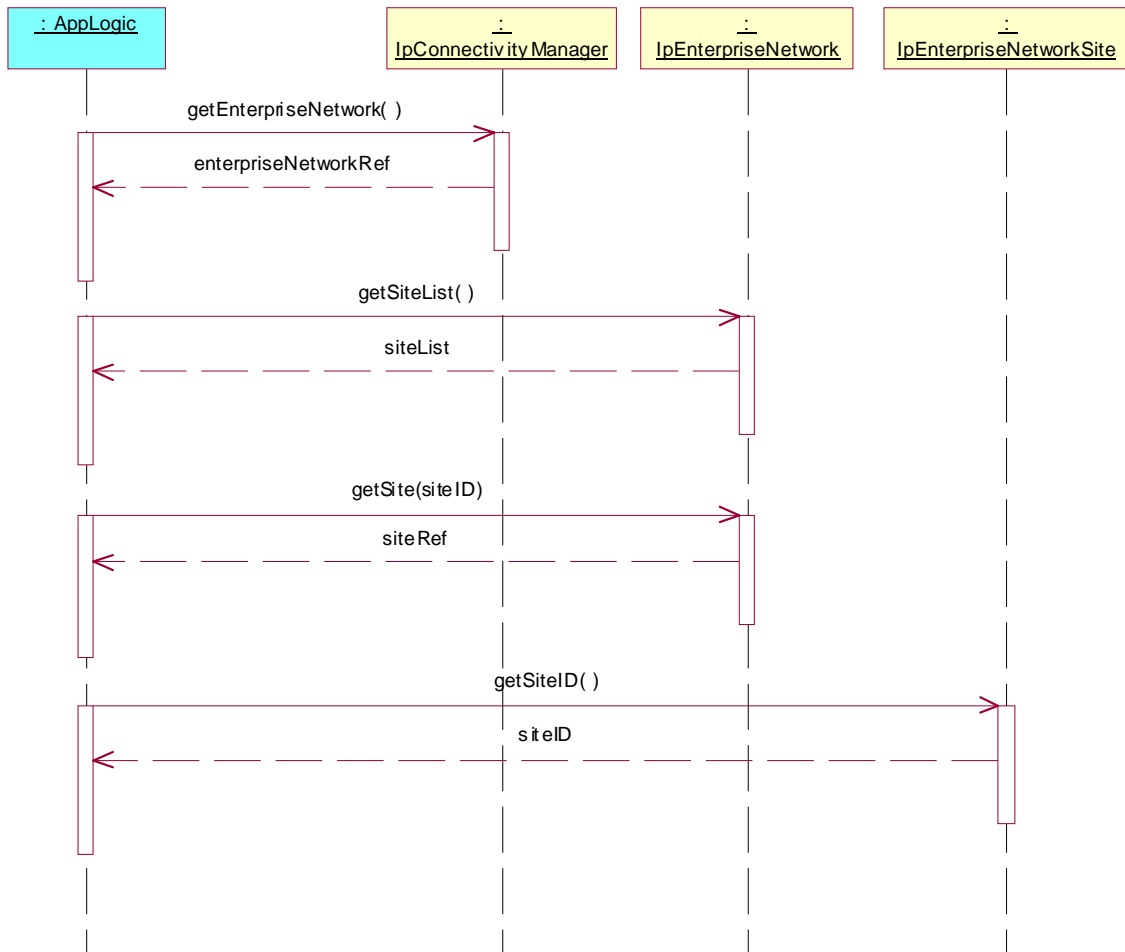 : AppLogic
:
IpConnectivityManager
:
IpEnterpriseNetwork
:
IpEnterpriseNetworkSite
getEnterpriseNetwork( )
enterpriseNetworkRef
getSiteList( )
siteList
getSite(siteID)
siteRef
getSiteID( )
siteID